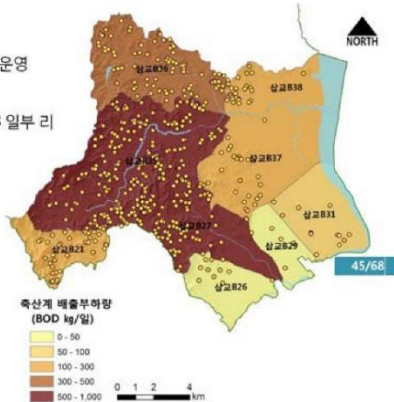 운영
일부 리
NORTH
삽교B36
삽교B38
삽교B37
삽교B27
삽교B31
삽교B21
삽교B29
삽교B26
45/68
축산계 배출부하량
(BOD kg/일)
0 - 50
50 - 100
100 - 300
300 - 500
500 - 1,000
0 1 2 4
km